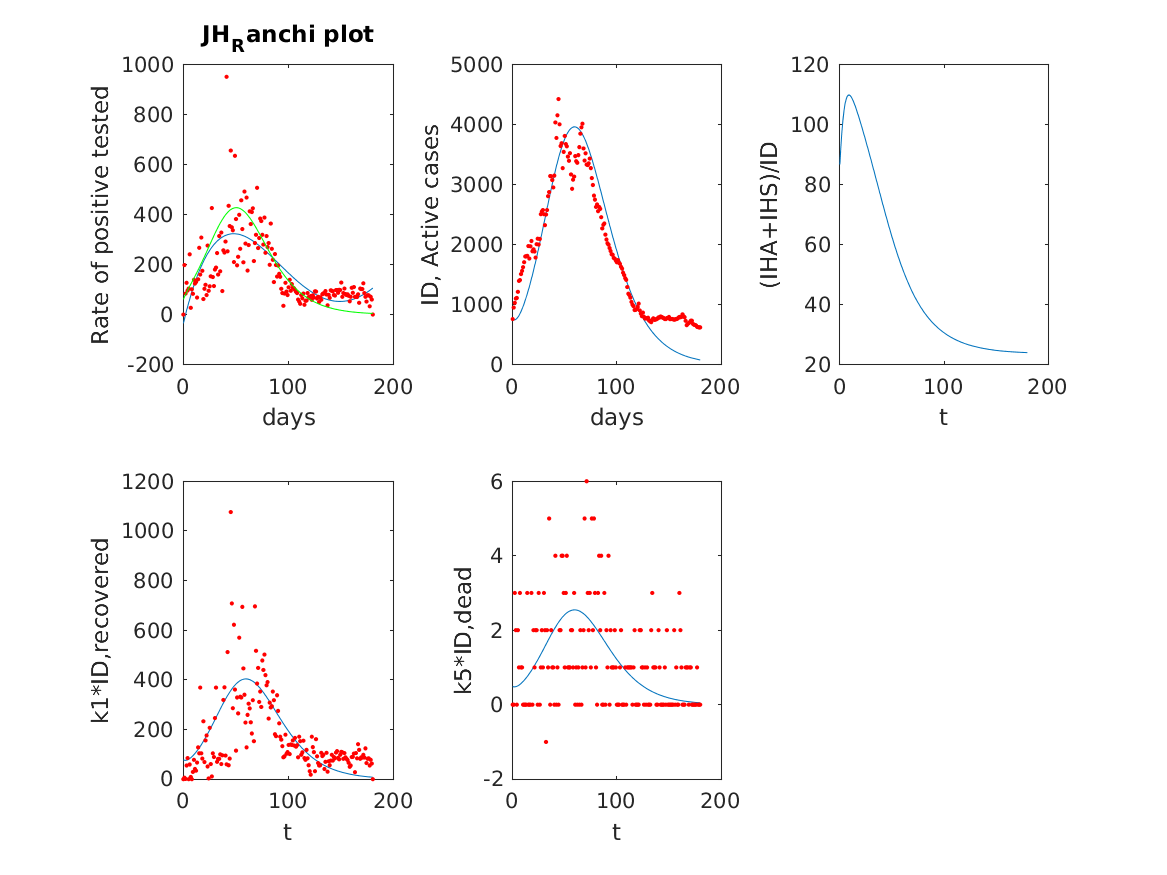 JH_Ranchi plot
1000
800
600
400
200
0
-200
0 100 200
days
Rate of positive tested
5000
4000
3000
2000
1000
0
0 100 200
days
ID, Active cases
120
100
80
60
40
20
0 100 200
t
(IHA+IHS)/ID
1200
1000
800
600
400
200
0
0 100 200
t
k1*ID,recovered
6
4
2
0
-2
0 100 200
t
k5*ID,dead